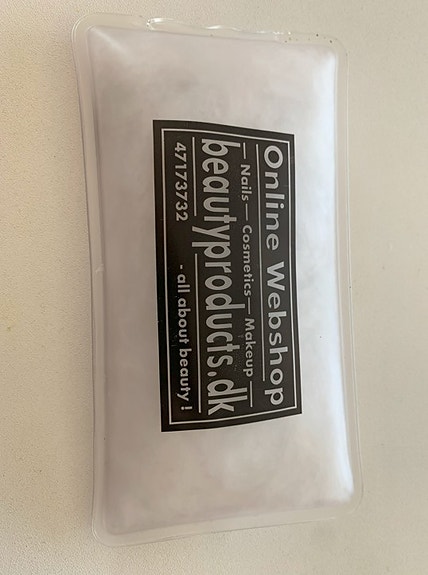 Online Webshop
— Nails — Cosmetics — Makeup —
beautyproducts.dk
47173732 - all about beauty !